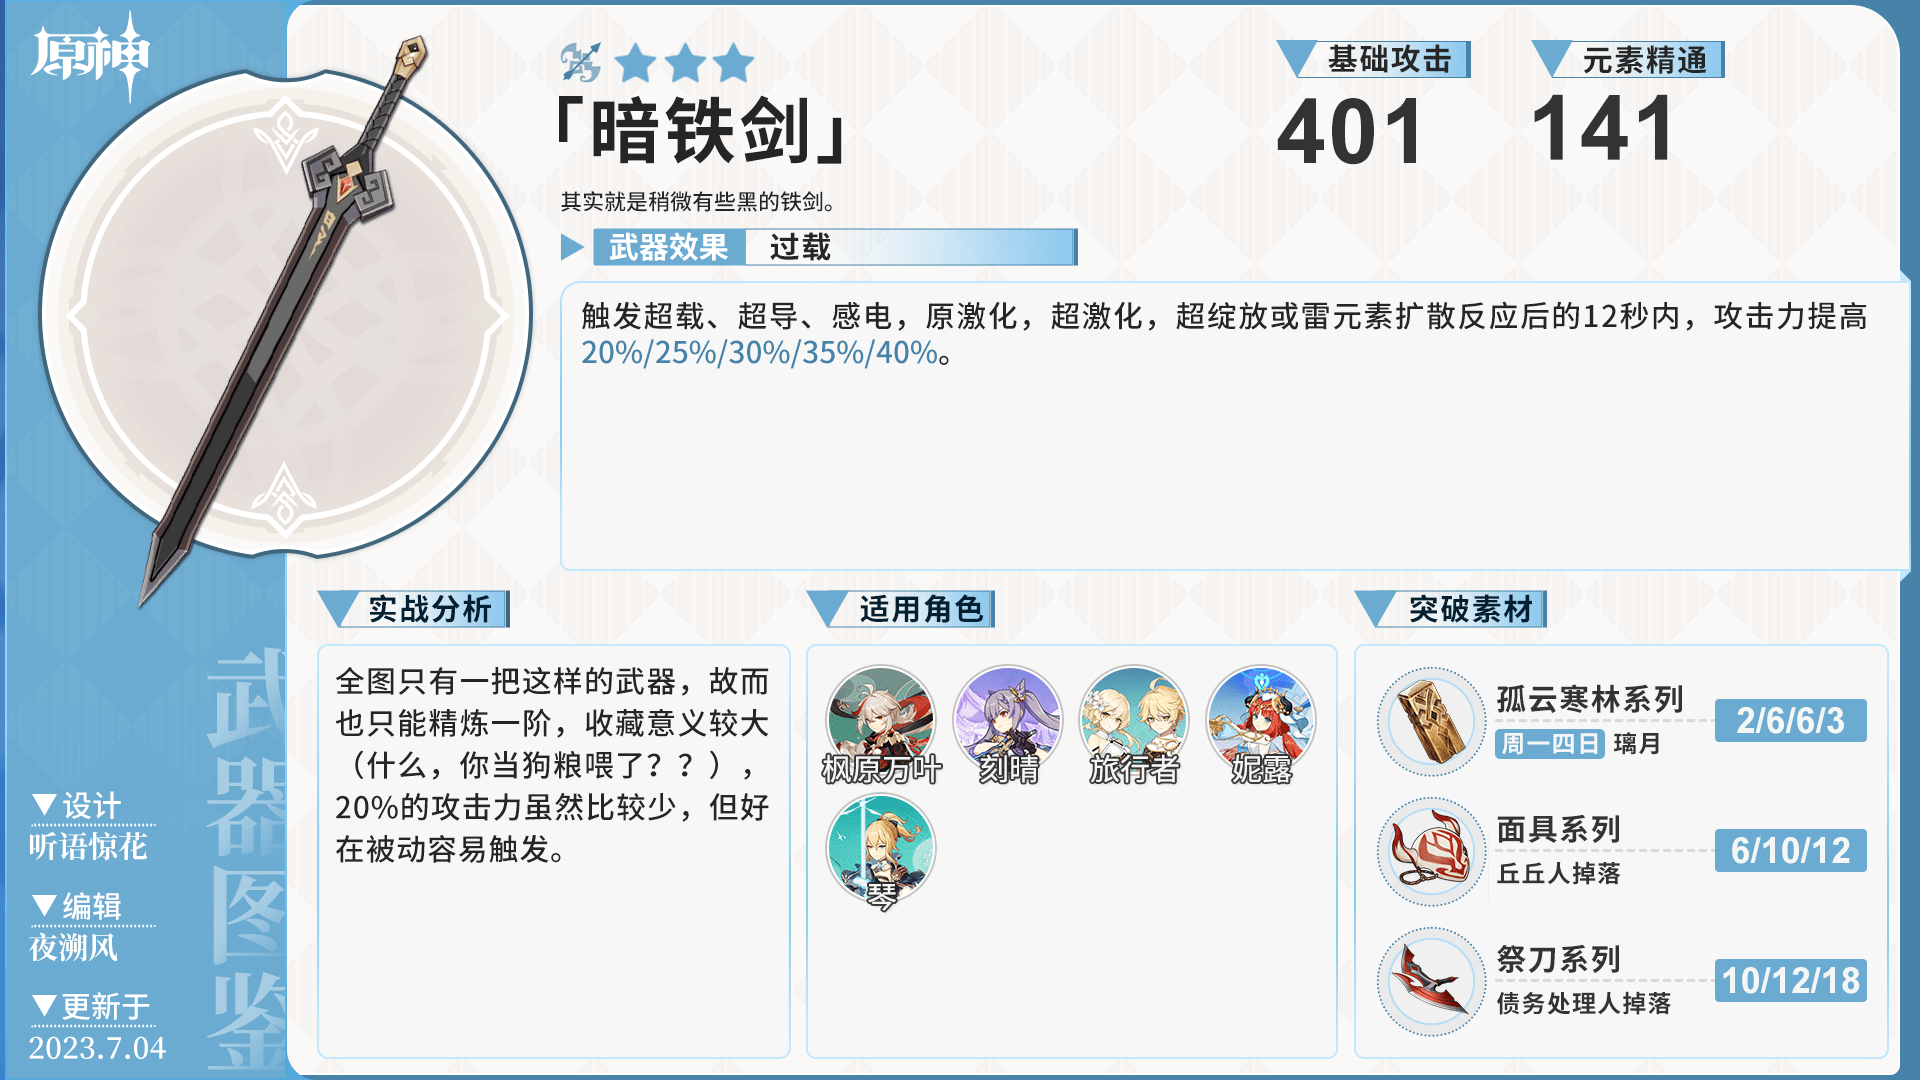 原神
「暗铁剑」
其实就是稍微有些黑的铁剑。
基础攻击
401
元素精通
141
武器效果 过载
触发超载、超导、感电，原激化，超激化，超绽放或雷元素扩散反应后的12秒内，攻击力提高
20%/25%/30%/35%/40%。
实战分析
全图只有一把这样的武器，故而
也只能精炼一阶，收藏意义较大
（什么，你当狗粮喂了？？），
20%的攻击力虽然比较少，但好
在被动容易触发。
适用角色
枫原万叶
刻晴
旅行者
妮露
琴
突破素材
孤云寒林系列
周一四日 璃月
2/6/6/3
面具系列
丘丘人掉落
6/10/12
祭刀系列
债务处理人掉落
10/12/18
武器图鉴
▼设计
听语惊花
▼编辑
夜溯风
▼更新于
2023.7.04